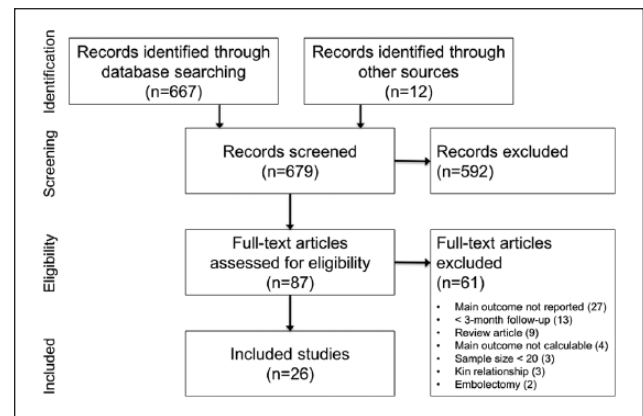 Identification
Records identified through
database searching
(n=667)
Records identified through
other sources
(n=12)
Screening
Records screened
(n=679)
Records excluded
(n=592)
Eligibility
Full-text articles
assessed for eligibility
(n=87)
Full-text articles
excluded
(n=61)
• Main outcome not reported (27)
• < 3-month follow-up (13)
• Review article (9)
• Main outcome not calculable (4)
• Sample size < 20 (3)
• Kin relationship (3)
• Embolectomy (2)
Included
Included studies
(n=26)